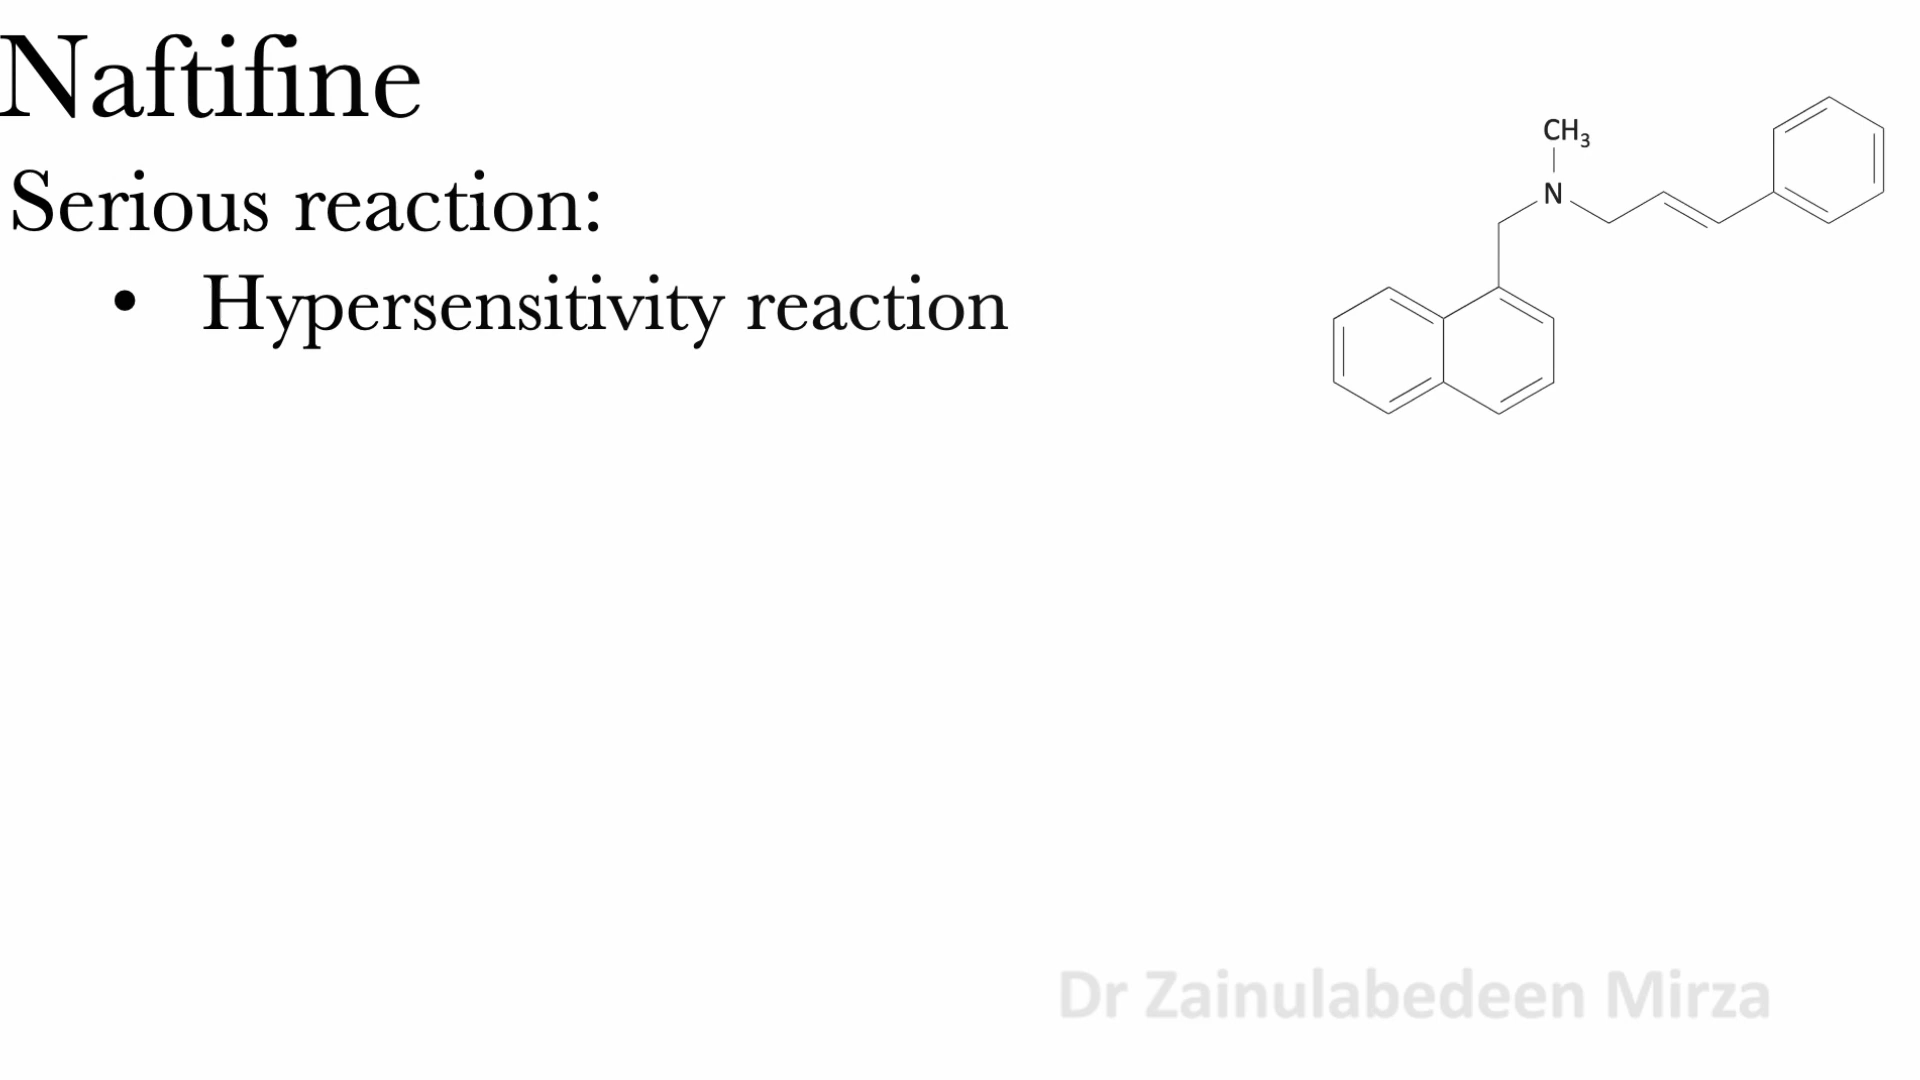 Naftifine
Serious reaction:
• Hypersensitivity reaction
CH3
N
Dr Zainulabedeen Mirza